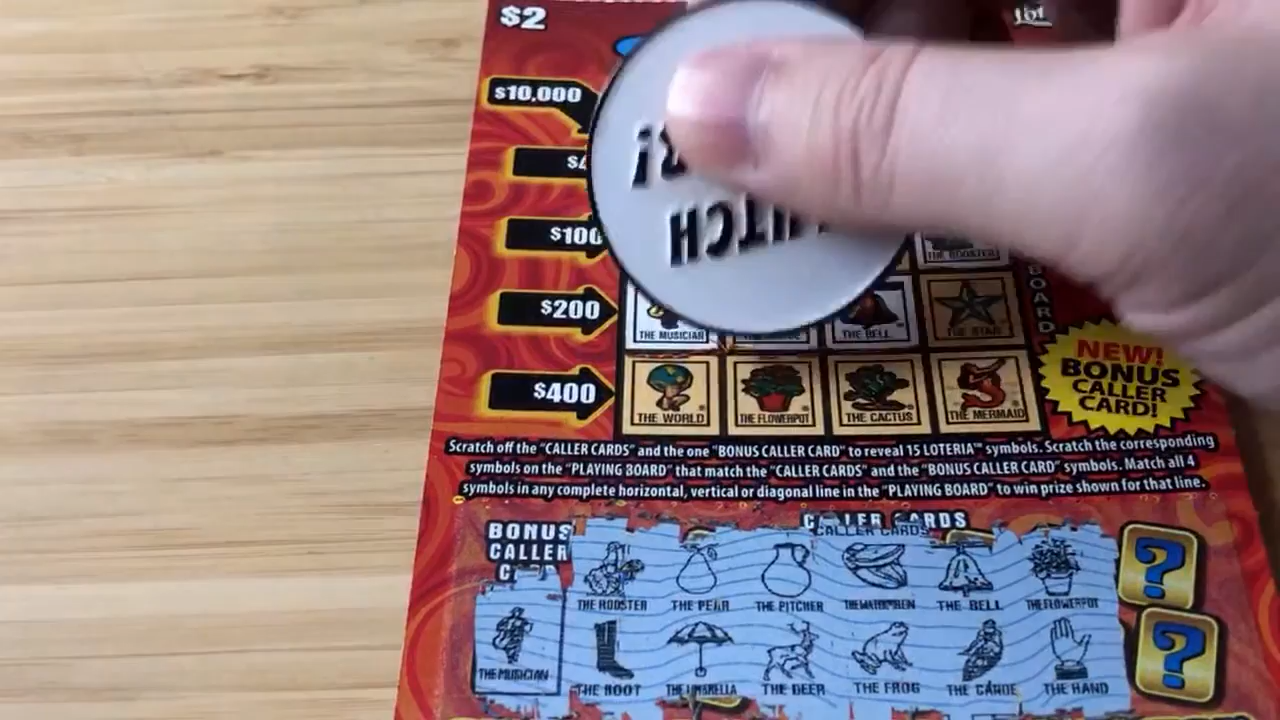 $2
$10,000
$100
THE ROOSTER
$200
THE MUSICIAN
THE BELL
THE STAR
BOARD
$400
THE WORLD
THE FLOWERPOT
THE CACTUS
THE MERMAID
NEW!
BONUS
CALLER
CARD!
Scratch off the "CALLER CARDS" and the one "BONUS CALLER CARD" to reveal 15 LOTERIA™ symbols. Scratch the corresponding
symbols on the "PLAYING BOARD" that match the "CALLER CARDS" and the "BONUS CALLER CARD" symbols. Match all 4
symbols in any complete horizontal, vertical or diagonal line in the "PLAYING BOARD" to win prize shown for that line.
CALLER CARDS
CALLER CARDS
BONUS
CALLER
CARD
THE ROOSTER THE PEAR THE PITCHER THE WATERMELON THE BELL THE FLOWERPOT
?
THE MUSICIAN
THE BOOT THE UMBRELLA THE DEER THE FROG THE CANOE THE HAND
?